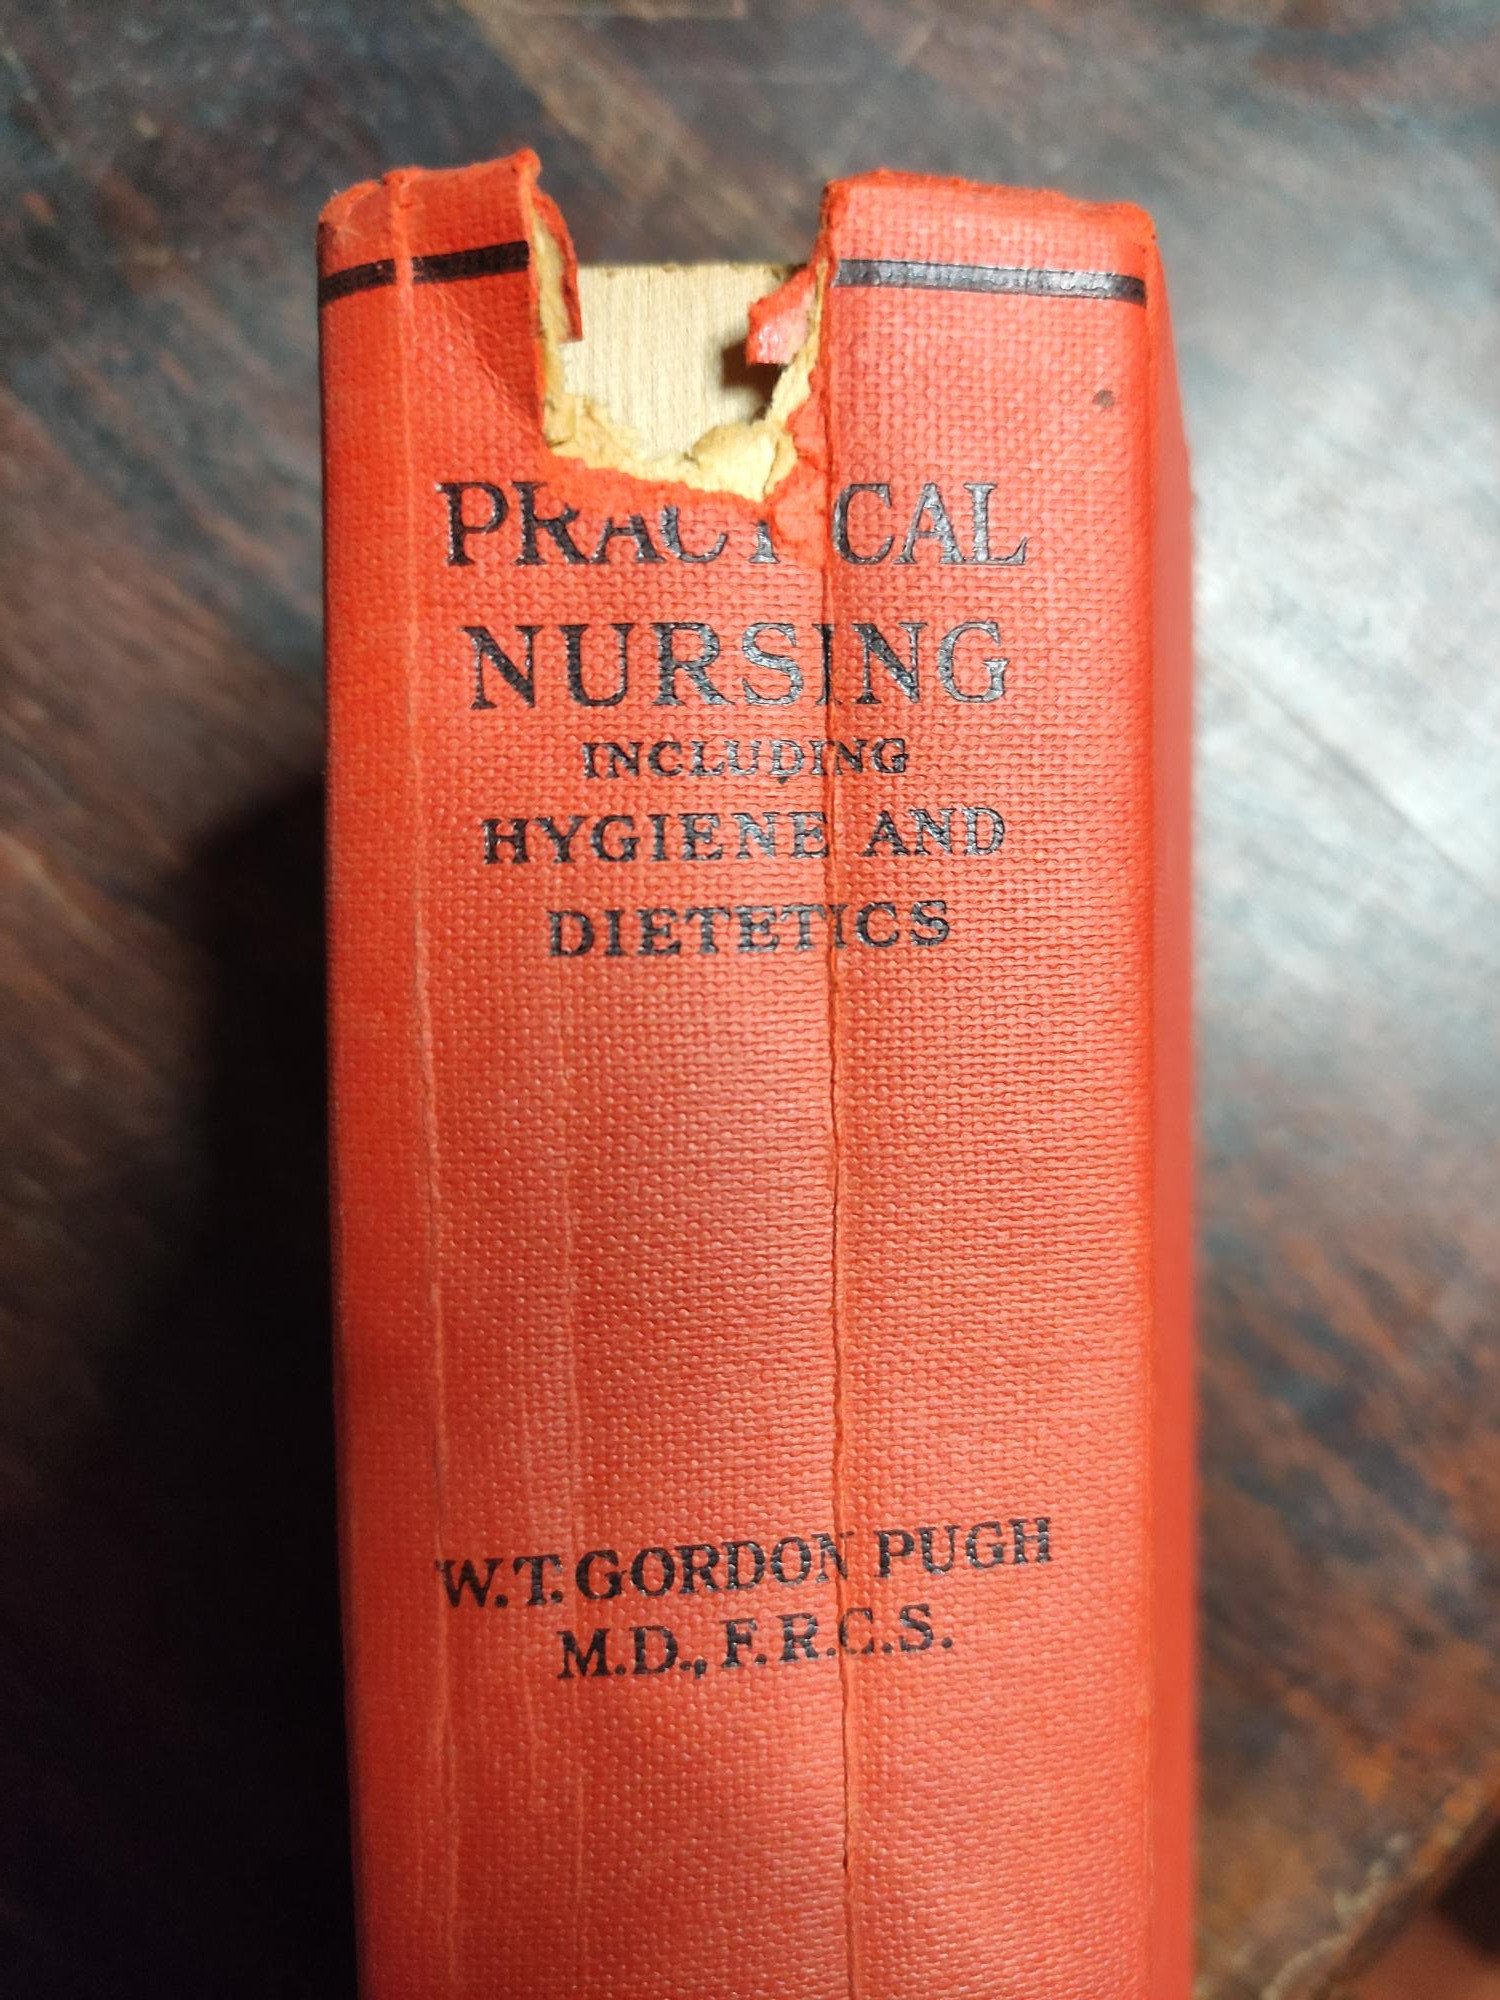 PRACTICAL
NURSING
INCLUDING
HYGIENE AND
DIETETICS
W.T. GORDON PUGH
M.D., F.R.C.S.